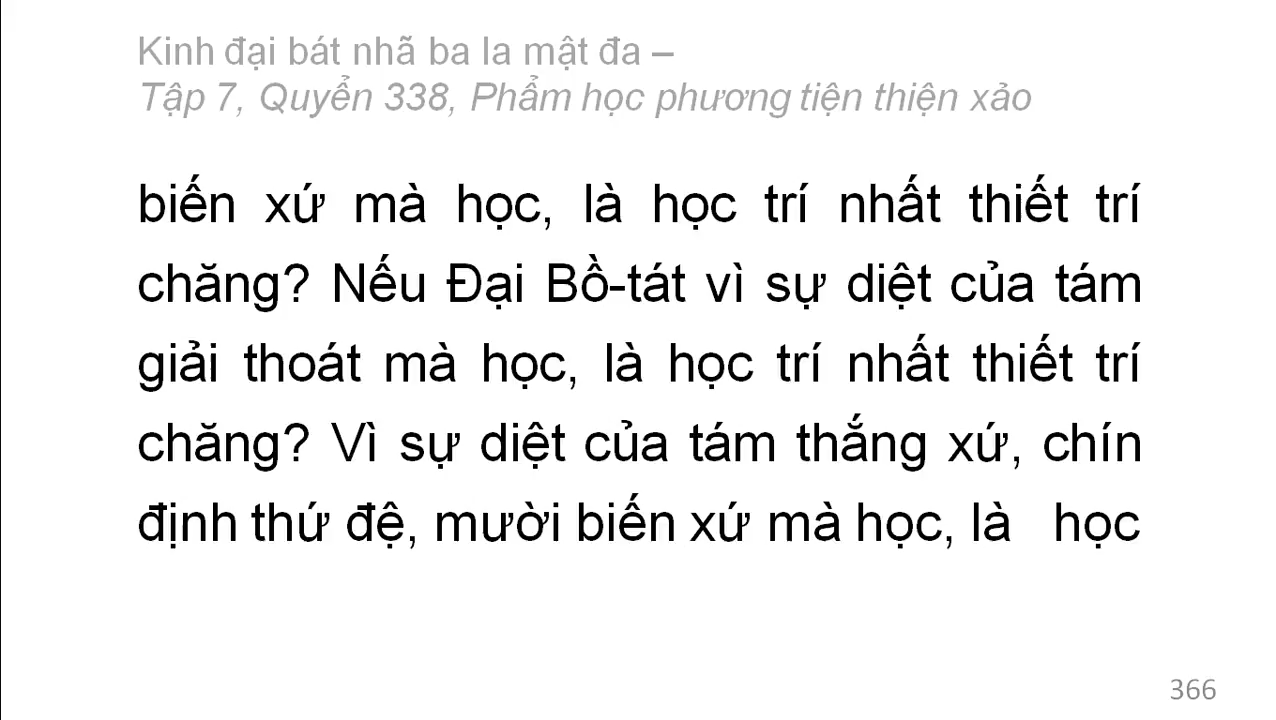 Kinh đại bát nhã ba la mật đa –
Tập 7, Quyển 338, Phẩm học phương tiện thiện xảo
biến xứ mà học, là học trí nhất thiết trí
chăng? Nếu Đại Bồ-tát vì sự diệt của tám
giải thoát mà học, là học trí nhất thiết trí
chăng? Vì sự diệt của tám thắng xứ, chín
định thứ đệ, mười biến xứ mà học, là học
366